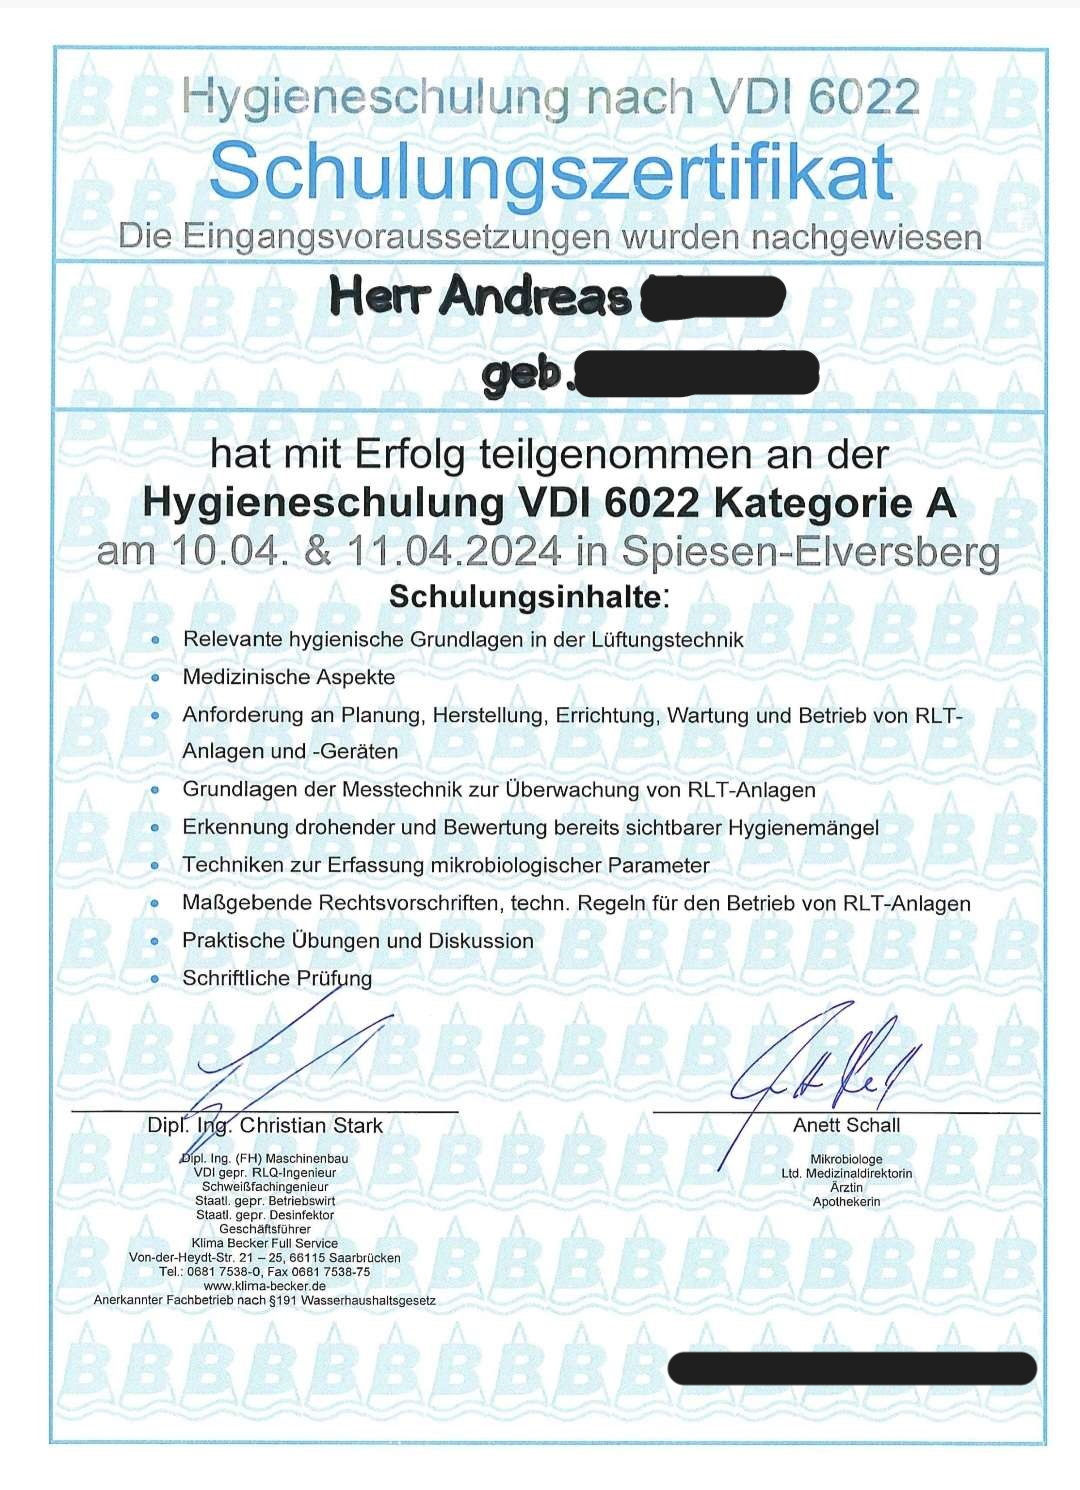 Hygieneschulung nach VDI 6022
Schulungszertifikat
Die Eingangsvoraussetzungen wurden nachgewiesen
Herr Andreas
geb.
hat mit Erfolg teilgenommen an der
Hygieneschulung VDI 6022 Kategorie A
am 10.04. & 11.04.2024 in Spiesen-Elversberg
Schulungsinhalte:
• Relevante hygienische Grundlagen in der Lüftungstechnik
• Medizinische Aspekte
• Anforderung an Planung, Herstellung, Errichtung, Wartung und Betrieb von RLT-
Anlagen und -Geräten
• Grundlagen der Messtechnik zur Überwachung von RLT-Anlagen
• Erkennung drohender und Bewertung bereits sichtbarer Hygienemängel
• Techniken zur Erfassung mikrobiologischer Parameter
• Maßgebende Rechtsvorschriften, techn. Regeln für den Betrieb von RLT-Anlagen
• Praktische Übungen und Diskussion
• Schriftliche Prüfung
Dipl. Ing. Christian Stark
Dipl. Ing. (FH) Maschinenbau
VDI gepr. RLQ-Ingenieur
Schweißfachingenieur
Staatl. gepr. Betriebswirt
Staatl. gepr. Desinfektor
Geschäftsführer
Klima Becker Full Service
Von-der-Heydt-Str. 21 – 25, 66115 Saarbrücken
Tel.: 0681 7538-0, Fax 0681 7538-75
www.klima-becker.de
Anerkannter Fachbetrieb nach §191 Wasserhaushaltsgesetz
Anett Schall
Mikrobiologe
Ltd. Medizinaldirektorin
Ärztin
Apothekerin